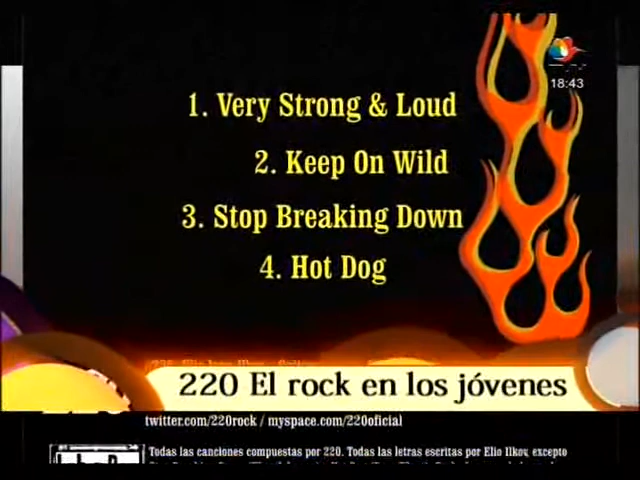 18:43
1. Very Strong & Loud
2. Keep On Wild
3. Stop Breaking Down
4. Hot Dog
220 El rock en los jóvenes
twitter.com/220rock / myspace.com/220oficial
Todas las canciones compuestas por 220. Todas las letras escritas por Elio Ilkov, excepto